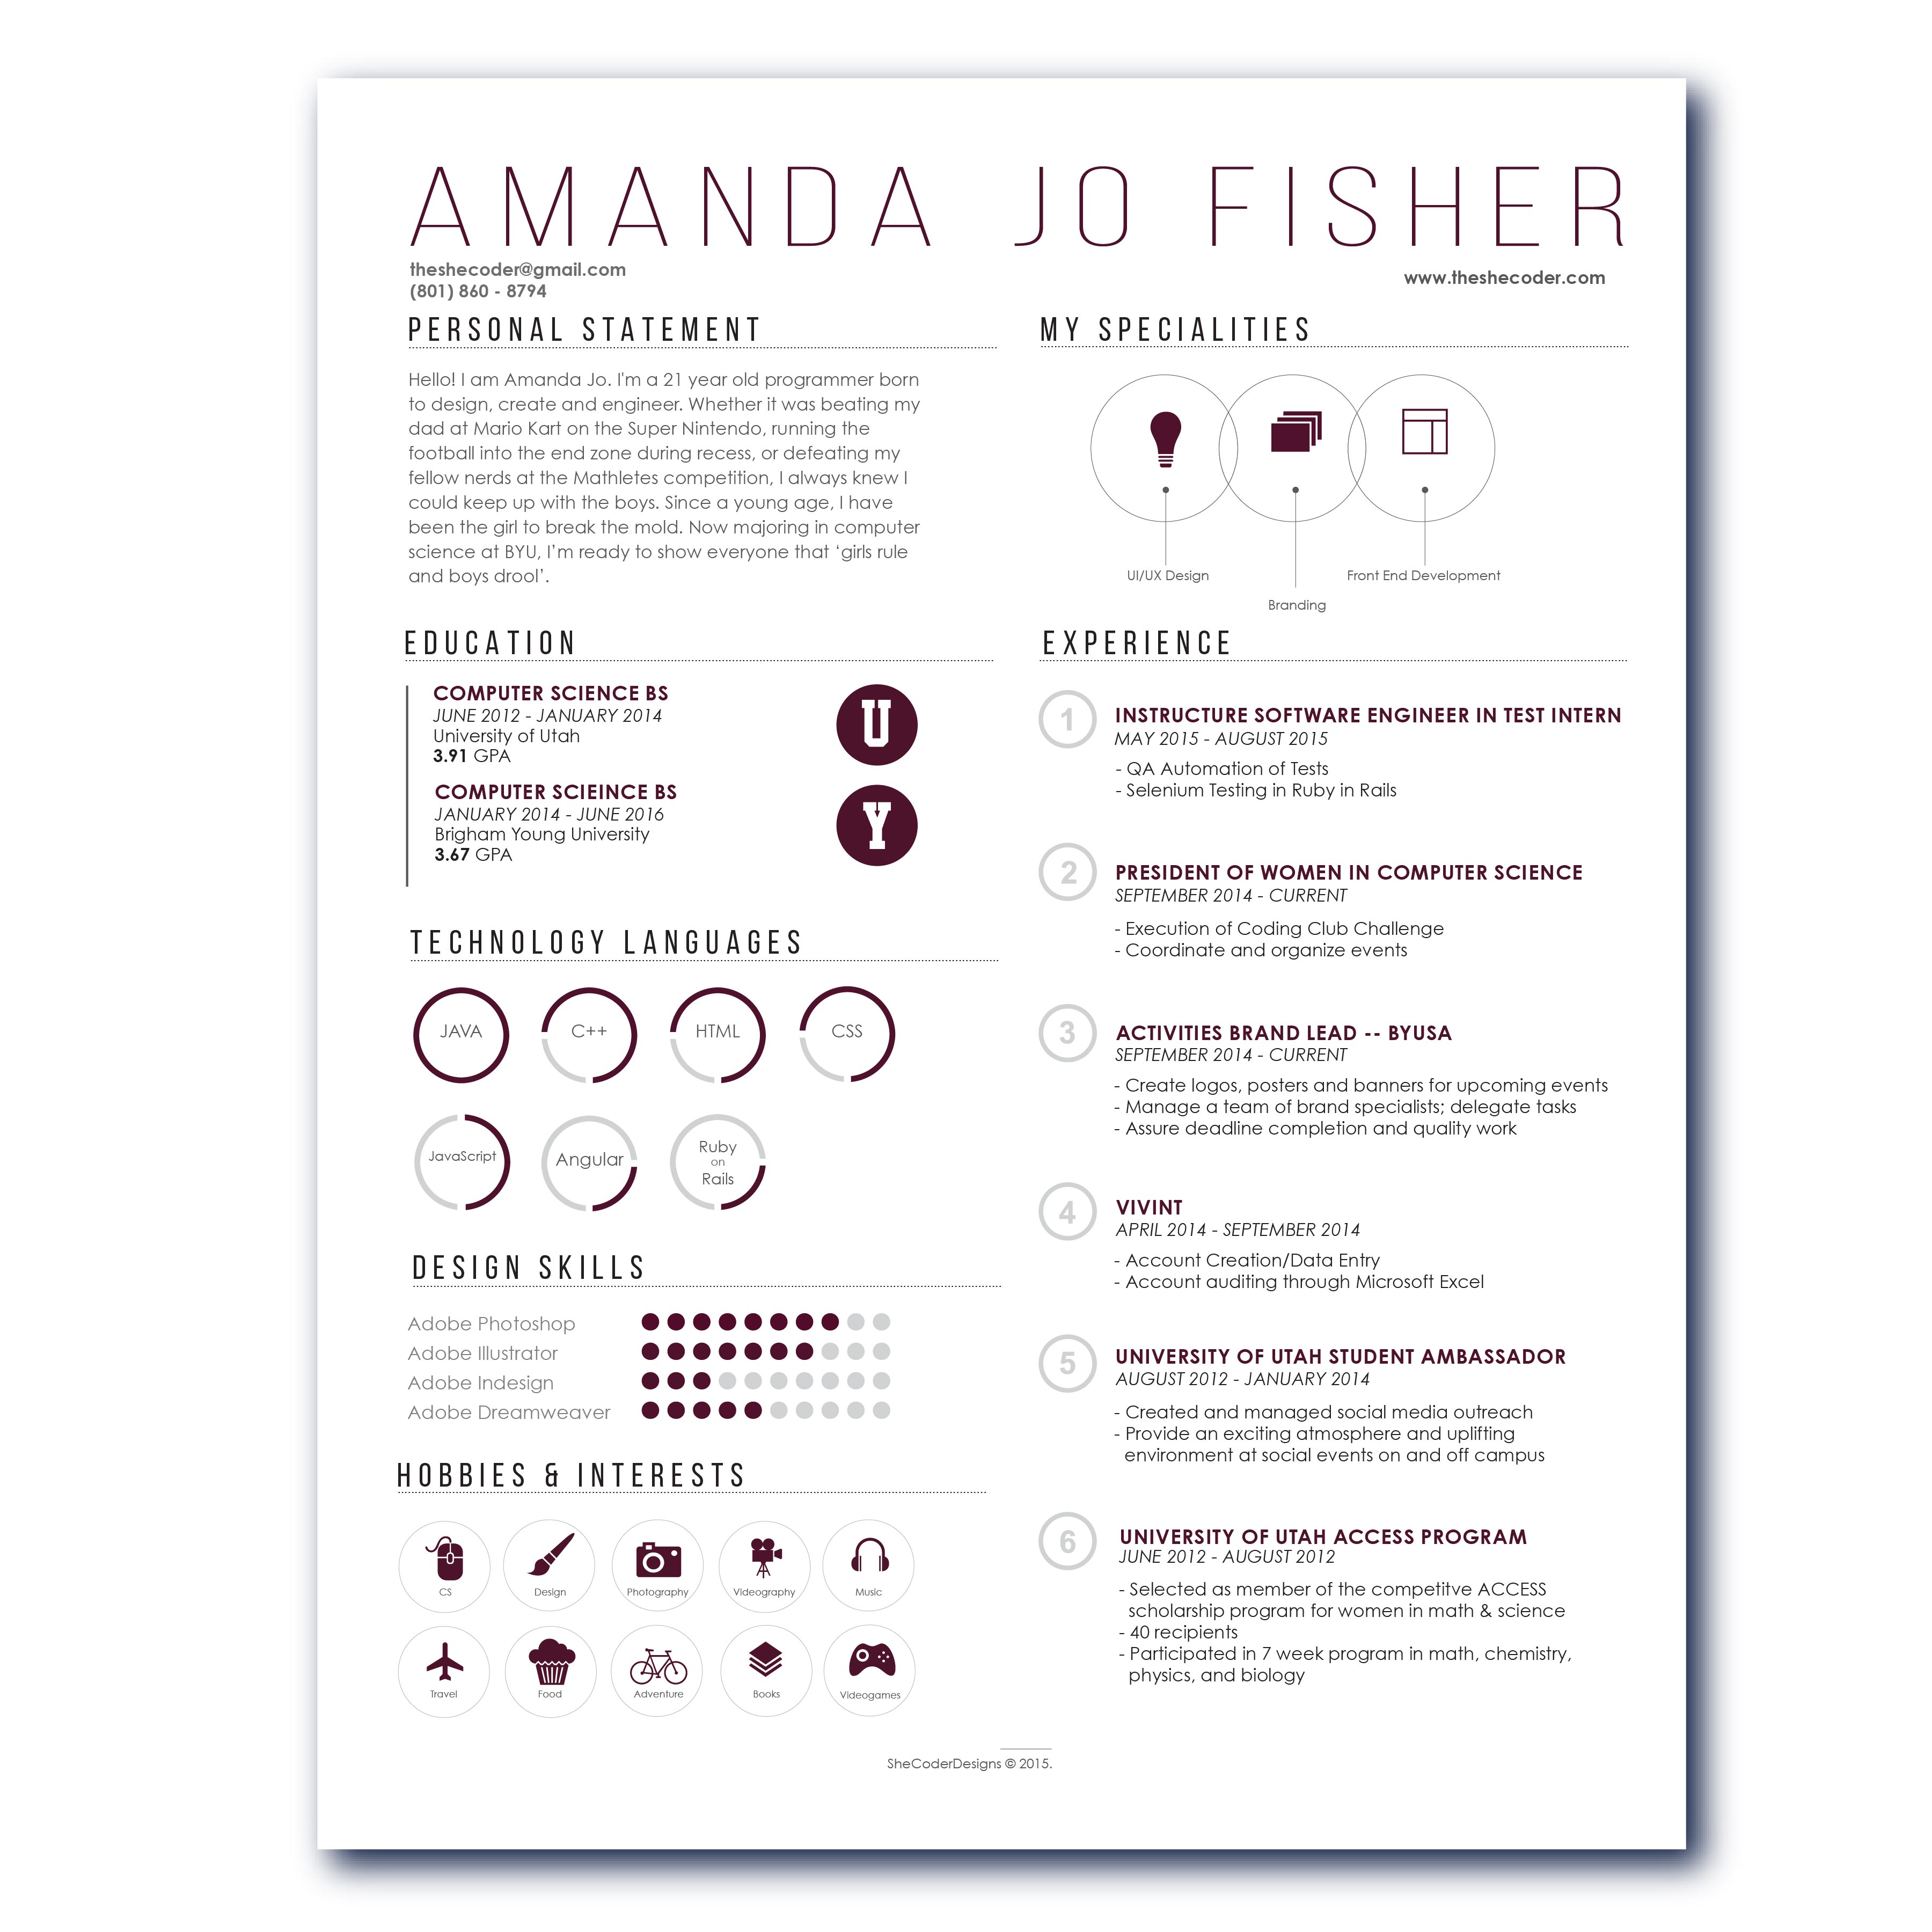 AMANDA JO FISHER
theshecoder@gmail.com
(801) 860 - 8794
www.theshecoder.com
PERSONAL STATEMENT
Hello! I am Amanda Jo. I'm a 21 year old programmer born
to design, create and engineer. Whether it was beating my
dad at Mario Kart on the Super Nintendo, running the
football into the end zone during recess, or defeating my
fellow nerds at the Mathletes competition, I always knew I
could keep up with the boys. Since a young age, I have
been the girl to break the mold. Now majoring in computer
science at BYU, I’m ready to show everyone that ‘girls rule
and boys drool’.
EDUCATION
COMPUTER SCIENCE BS
JUNE 2012 - JANUARY 2014
University of Utah
3.91 GPA
U
COMPUTER SCIEINCE BS
JANUARY 2014 - JUNE 2016
Brigham Young University
3.67 GPA
Y
TECHNOLOGY LANGUAGES
JAVA
C++
HTML
CSS
JavaScript
Angular
Ruby
on
Rails
DESIGN SKILLS
Adobe Photoshop
Adobe Illustrator
Adobe Indesign
Adobe Dreamweaver
HOBBIES & INTERESTS
CS
Design
Photography
Videography
Music
Travel
Food
Adventure
Books
Videogames
MY SPECIALITIES
UI/UX Design
Branding
Front End Development
EXPERIENCE
1
INSTRUCTURE SOFTWARE ENGINEER IN TEST INTERN
MAY 2015 - AUGUST 2015
- QA Automation of Tests
- Selenium Testing in Ruby in Rails
2
PRESIDENT OF WOMEN IN COMPUTER SCIENCE
SEPTEMBER 2014 - CURRENT
- Execution of Coding Club Challenge
- Coordinate and organize events
3
ACTIVITIES BRAND LEAD -- BYUSA
SEPTEMBER 2014 - CURRENT
- Create logos, posters and banners for upcoming events
- Manage a team of brand specialists; delegate tasks
- Assure deadline completion and quality work
4
VIVINT
APRIL 2014 - SEPTEMBER 2014
- Account Creation/Data Entry
- Account auditing through Microsoft Excel
5
UNIVERSITY OF UTAH STUDENT AMBASSADOR
AUGUST 2012 - JANUARY 2014
- Created and managed social media outreach
- Provide an exciting atmosphere and uplifting
environment at social events on and off campus
6
UNIVERSITY OF UTAH ACCESS PROGRAM
JUNE 2012 - AUGUST 2012
- Selected as member of the competitve ACCESS
scholarship program for women in math & science
- 40 recipients
- Participated in 7 week program in math, chemistry,
physics, and biology
SheCoderDesigns © 2015.